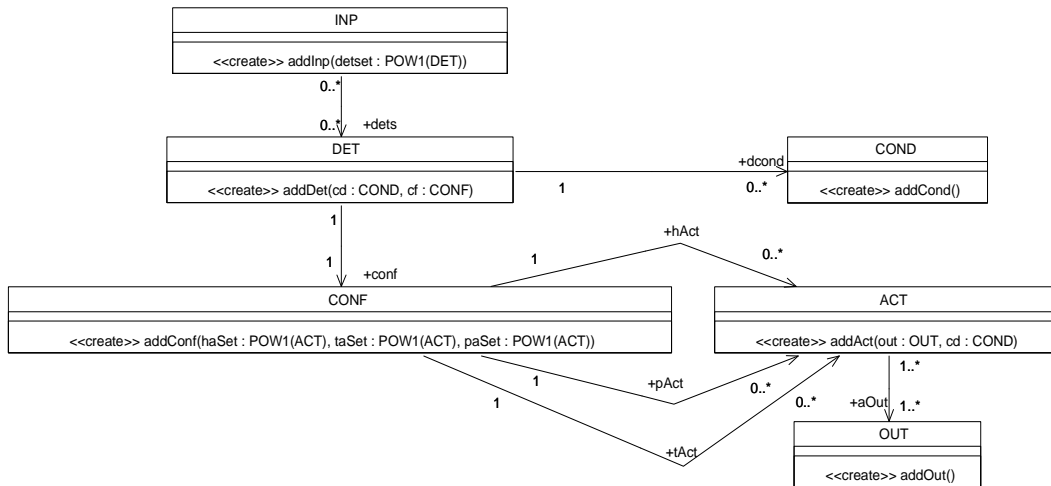 INP
<<create>> addInp(detset : POW1(DET))
0..*
0..* +dets
DET
<<create>> addDet(cd : COND, cf : CONF)
+dcond
1 0..*
COND
<<create>> addCond()
1
1 +conf
+hAct
1 0..*
CONF
<<create>> addConf(haSet : POW1(ACT), taSet : POW1(ACT), paSet : POW1(ACT))
ACT
<<create>> addAct(out : OUT, cd : COND)
1 +pAct 0..*
1 +tAct 0..*
1..*
+aOut 1..*
OUT
<<create>> addOut()